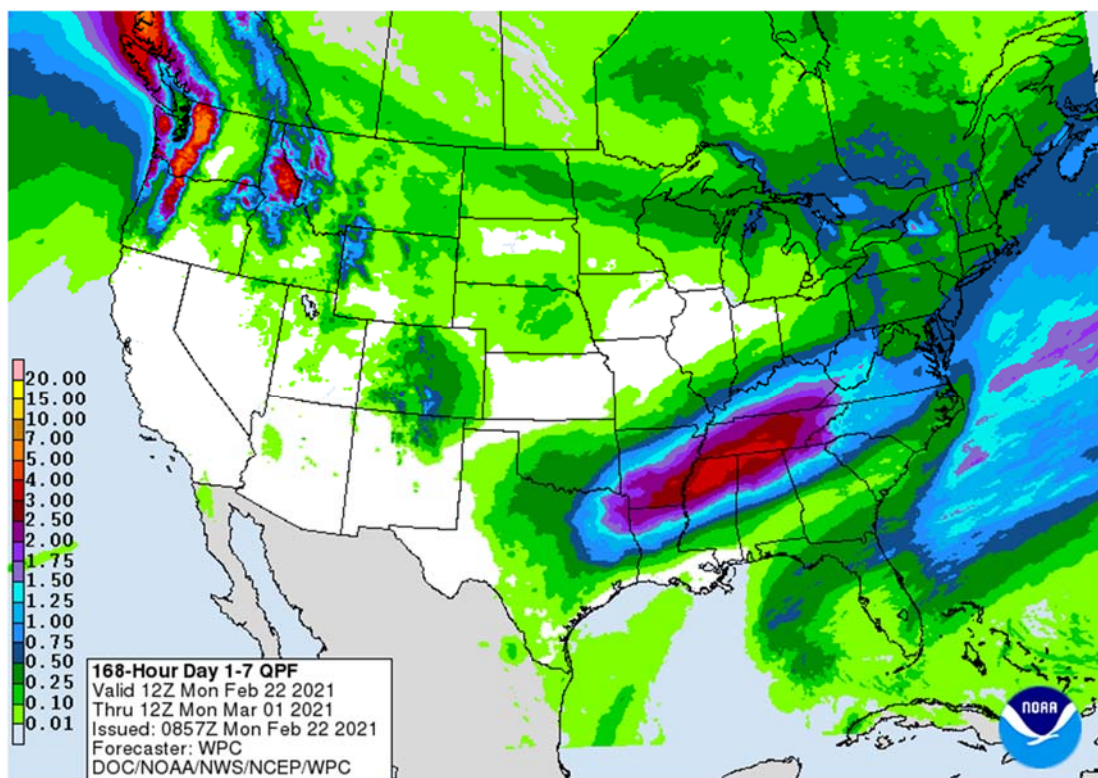 20.00
15.00
10.00
7.00
5.00
4.00
3.00
2.50
2.00
1.75
1.50
1.25
1.00
0.75
0.50
0.25
0.10
0.01
168-Hour Day 1-7 QPF
Valid 12Z Mon Feb 22 2021
Thru 12Z Mon Mar 01 2021
Issued: 0857Z Mon Feb 22 2021
Forecaster: WPC
DOC/NOAA/NWS/NCEP/WPC
NOAA